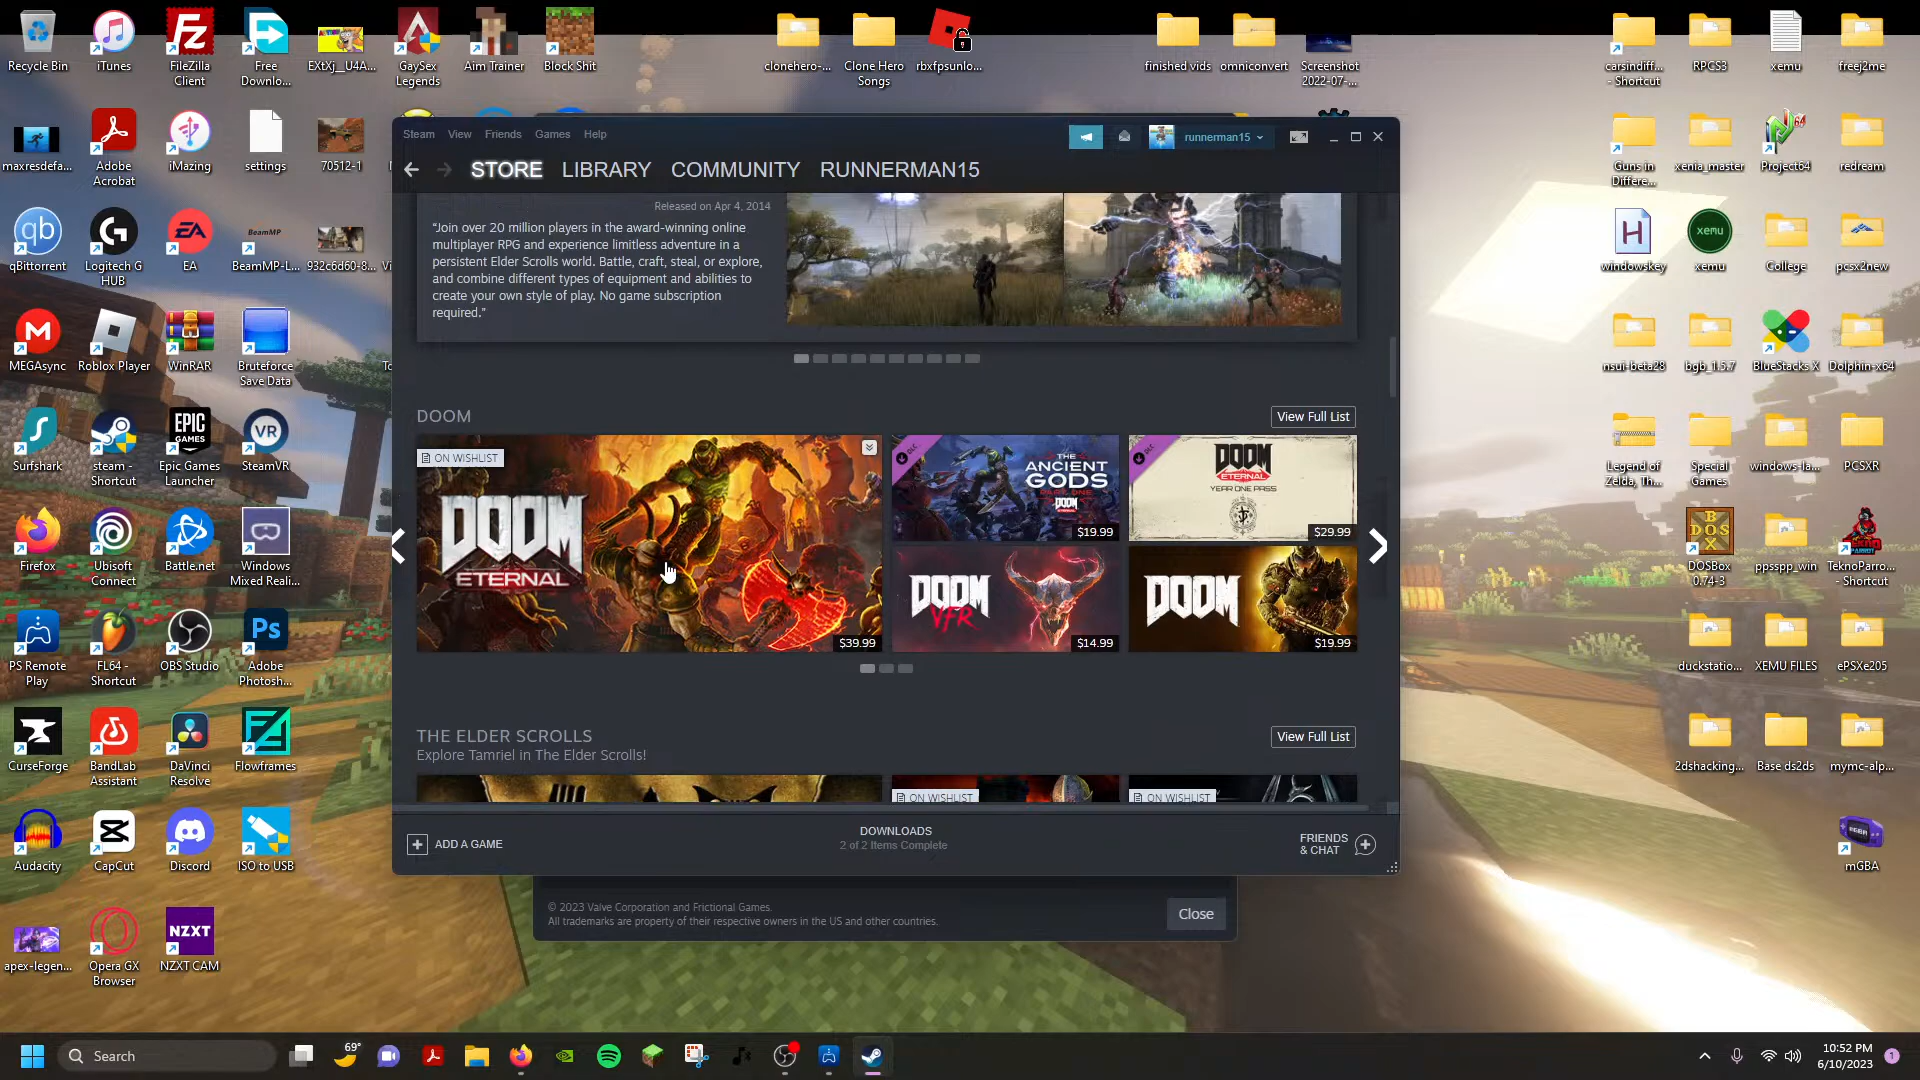 Recycle Bin
iTunes
FileZilla
Client
Free
Downlo...
EXtXj__U4A...
GaySex
Legends
Aim Trainer
Block Shit
clonehero-...
Clone Hero
Songs
rbxfpsunlo...
finished vids
omniconvert
Screenshot
2022-07-...
carsindiff...
- Shortcut
RPCS3
xemu
freej2me
maxresdefa...
Adobe
Acrobat
iMazing
settings
70512-1
Guns in
Differe...
xenia_master
Project64
redream
qBittorrent
Logitech G
HUB
EA
BeamMP-L...
932c6d60-8...
windowskey
xemu
College
pcsx2new
MEGAsync
Roblox Player
WinRAR
Bruteforce
Save Data
nsui-beta28
bgb_1.5.7
BlueStacks X
Dolphin-x64
Surfshark
steam -
Shortcut
Epic Games
Launcher
SteamVR
Legend of
Zelda, Th...
Special
Games
windows-la...
PCSXR
Firefox
Ubisoft
Connect
Battle.net
Windows
Mixed Reali...
DOSBox
0.74-3
ppsspp_win
TeknoParro...
- Shortcut
PS Remote
Play
FL64 -
Shortcut
OBS Studio
Adobe
Photosh...
duckstatio...
XEMU FILES
ePSXe205
CurseForge
BandLab
Assistant
DaVinci
Resolve
Flowframes
2dshacking...
Base ds2ds
mymc-alp...
Audacity
CapCut
Discord
ISO to USB
mGBA
apex-legen...
Opera GX
Browser
NZXT CAM
Steam View Friends Games Help
runnerman15
STORE LIBRARY COMMUNITY RUNNERMAN15
Released on Apr 4, 2014
“Join over 20 million players in the award-winning online
multiplayer RPG and experience limitless adventure in a
persistent Elder Scrolls world. Battle, craft, steal, or explore,
and combine different types of equipment and abilities to
create your own style of play. No game subscription
required.”
DOOM
View Full List
ON WISHLIST
DOOM
ETERNAL
$39.99
DLC
THE
ANCIENT
GODS
PART ONE
DOOM
$19.99
DLC
DOOM
ETERNAL
YEAR ONE PASS
$29.99
DOOM
VFR
$14.99
DOOM
$19.99
THE ELDER SCROLLS
Explore Tamriel in The Elder Scrolls!
View Full List
ON WISHLIST
ON WISHLIST
ADD A GAME
DOWNLOADS
2 of 2 Items Complete
FRIENDS
& CHAT
© 2023 Valve Corporation and Frictional Games.
All trademarks are property of their respective owners in the US and other countries.
Close
Search
69°
10:52 PM
6/10/2023
1